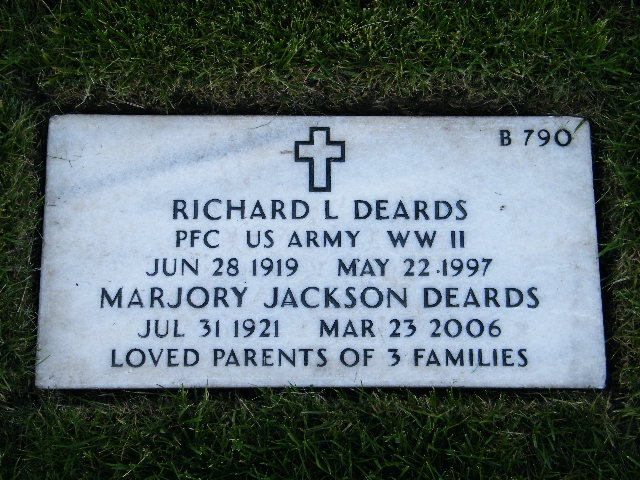 B 790
RICHARD L DEARDS
PFC US ARMY WW II
JUN 28 1919 MAY 22 1997
MARJORY JACKSON DEARDS
JUL 31 1921 MAR 23 2006
LOVED PARENTS OF 3 FAMILIES